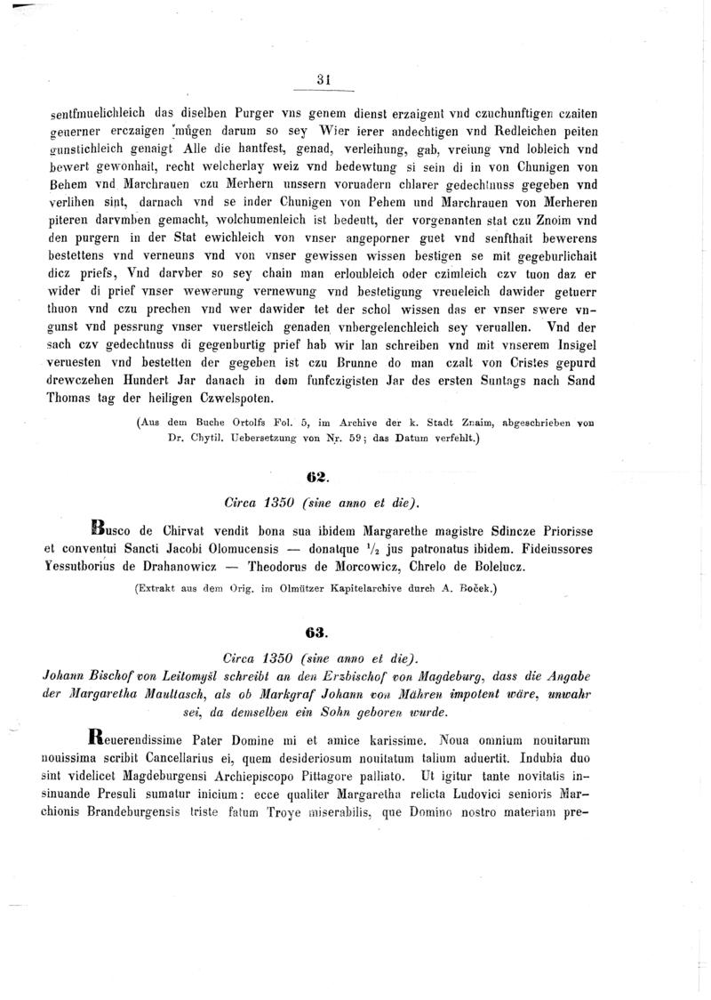 31
sentfmuelichleich das diselben Purger vns genem dienst erzaigent vnd czuchunftigen czaiten
geuerner erczaigen mügen darum so sey Wier ierer andechtigen vnd Redleichen peiten
gunstichleich genaigt Alle die hantfest, genad, verleihung, gab, vreiung vnd lobleich vnd
bewert gewonhait, recht welcherlay weiz vnd bedewtung si sein di in von Chunigen von
Behem vnd Marchrauen czu Merhern unssern voruadern chlarer gedechtnuss gegeben vnd
verlihen sint, darnach vnd se inder Chunigen von Pehem und Marchrauen von Merheren
piteren darvmben gemacht, wolchumenleich ist bedeutt, der vorgenanten stat czu Znoim vnd
den purgern in der Stat ewichleich von vnser angeporner guet vnd senfthait bewerens
bestettens vnd verneuns vnd von vnser gewissen wissen bestigen se mit gegeburlichait
dicz priefs, Vnd darvber so sey chain man erloubleich oder czimleich czv tuon daz er
wider di prief vnser wewerung vernewung vnd bestetigung vreueleich dawider getuerr
thuon vnd czu prechen vnd wer dawider tet der schol wissen das er vnser swere vn-
gunst vnd pessrung vnser vuerstleich genaden vnbergelenchleich sey veruallen. Vnd der
sach czv gedechtnuss di gegenburtig prief hab wir lan schreiben vnd mit vnserem Insigel
veruesten vnd bestetten der gegeben ist czu Brunne do man czalt von Cristes gepurd
drewczehen Hundert Jar danach in dem funfczigisten Jar des ersten Suntags nach Sand
Thomas tag der heiligen Czwelspoten.
(Aus dem Buche Ortolfs Fol. 5, im Archive der k. Stadt Znaim, abgeschrieben von
Dr. Chytil. Uebersetzung von Nr. 59; das Datum verfehlt.)
62.
Circa 1350 (sine anno et die).
Busco de Chirvat vendit bona sua ibidem Margarethe magistre Sdincze Priorisse
et conventui Sancti Jacobi Olomucensis — donatque 1/2 jus patronatus ibidem. Fideiussores
Yessutborius de Drahanowicz — Theodorus de Morcowicz, Chrelo de Bolelucz.
(Extrakt aus dem Orig. im Olmützer Kapitelarchive durch A. Boček.)
63.
Circa 1350 (sine anno et die).
Johann Bischof von Leitomyśl schreibt an den Erzbischof von Magdeburg, dass die Angabe
der Margaretha Maultasch, als ob Markgraf Johann von Mähren impotent wäre, unwahr
sei, da demselben ein Sohn geboren wurde.
Reuerendissime Pater Domine mi et amice karissime. Noua omnium nouitarum
nouissima scribit Cancellarius ei, quem desideriosum nouitatum talium aduertit. Indubia duo
sint videlicet Magdeburgensi Archiepiscopo Pittagore palliato. Ut igitur tante novitatis in-
sinuande Presuli sumatur inicium: ecce qualiter Margaretha relicta Ludovici senioris Mar-
chionis Brandeburgensis triste fatum Troye miserabilis, que Domino nostro materiam pre-